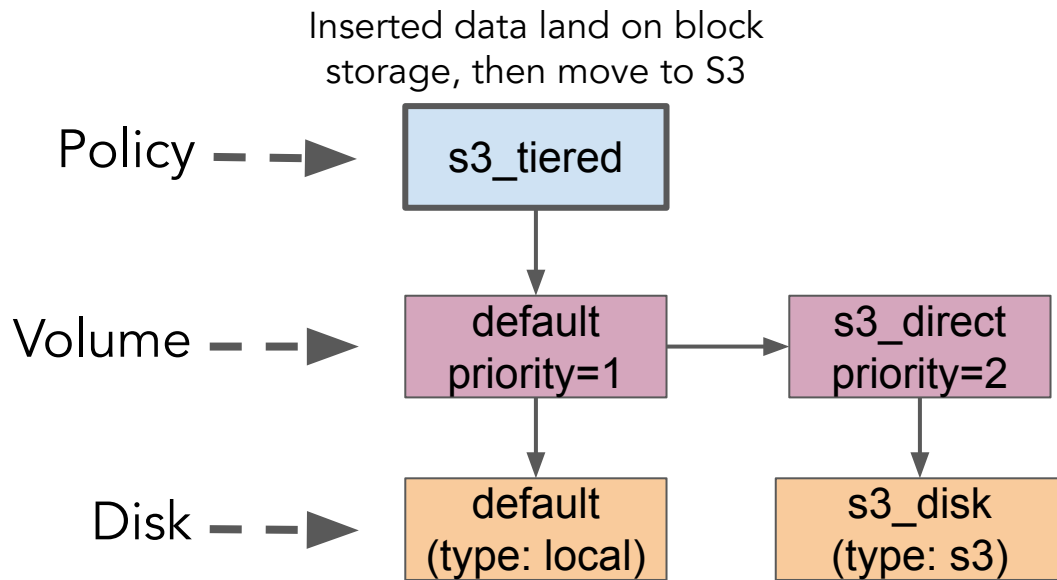 Inserted data land on block
storage, then move to S3
Policy
s3_tiered
Volume
default
priority=1
s3_direct
priority=2
Disk
default
(type: local)
s3_disk
(type: s3)